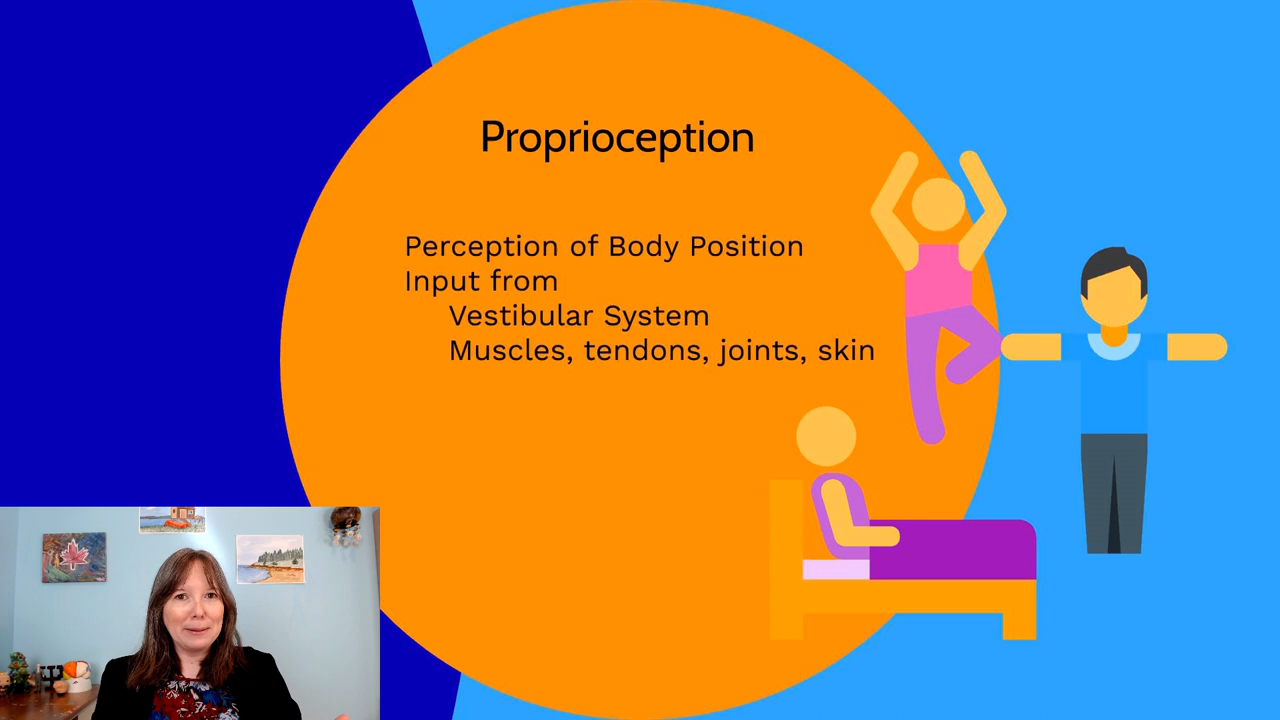 Proprioception
Perception of Body Position
Input from
Vestibular System
Muscles, tendons, joints, skin